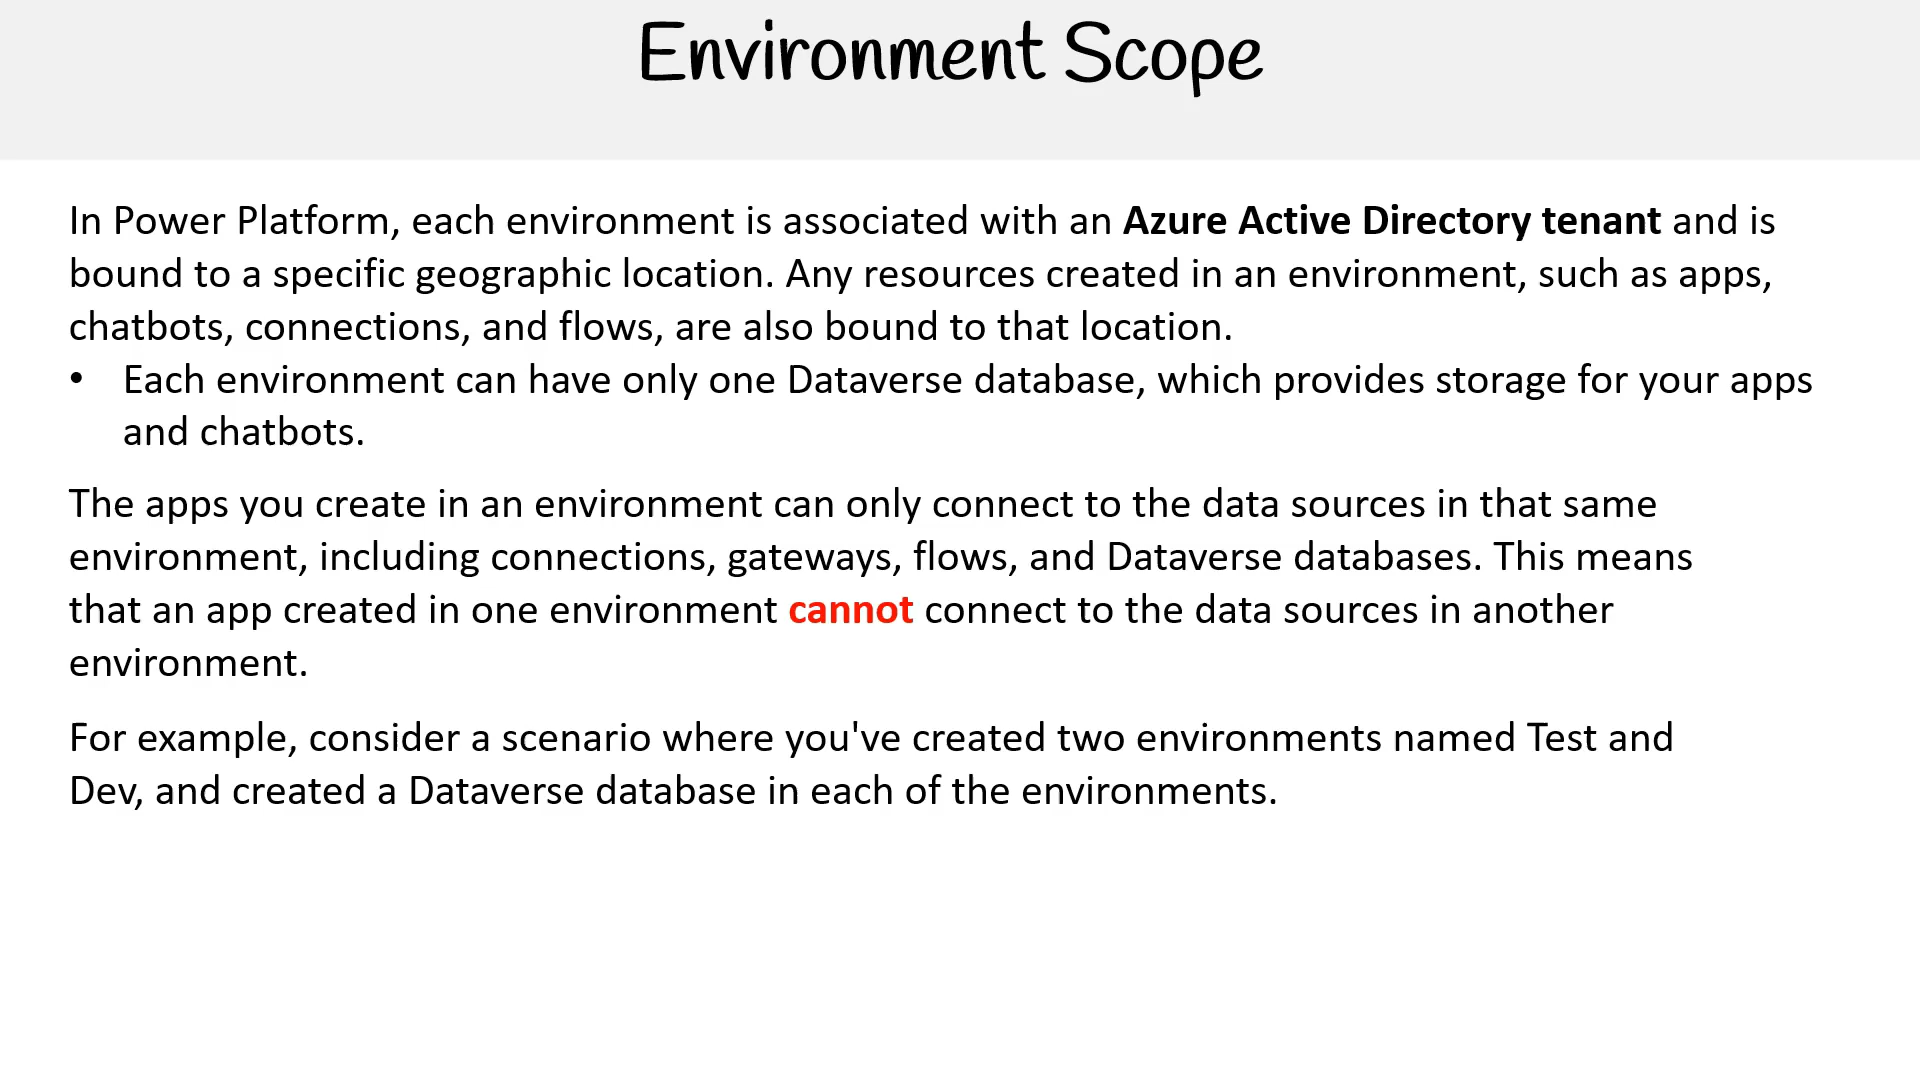 Environment Scope
In Power Platform, each environment is associated with an Azure Active Directory tenant and is
bound to a specific geographic location. Any resources created in an environment, such as apps,
chatbots, connections, and flows, are also bound to that location.
• Each environment can have only one Dataverse database, which provides storage for your apps
and chatbots.
The apps you create in an environment can only connect to the data sources in that same
environment, including connections, gateways, flows, and Dataverse databases. This means
that an app created in one environment cannot connect to the data sources in another
environment.
For example, consider a scenario where you've created two environments named Test and
Dev, and created a Dataverse database in each of the environments.